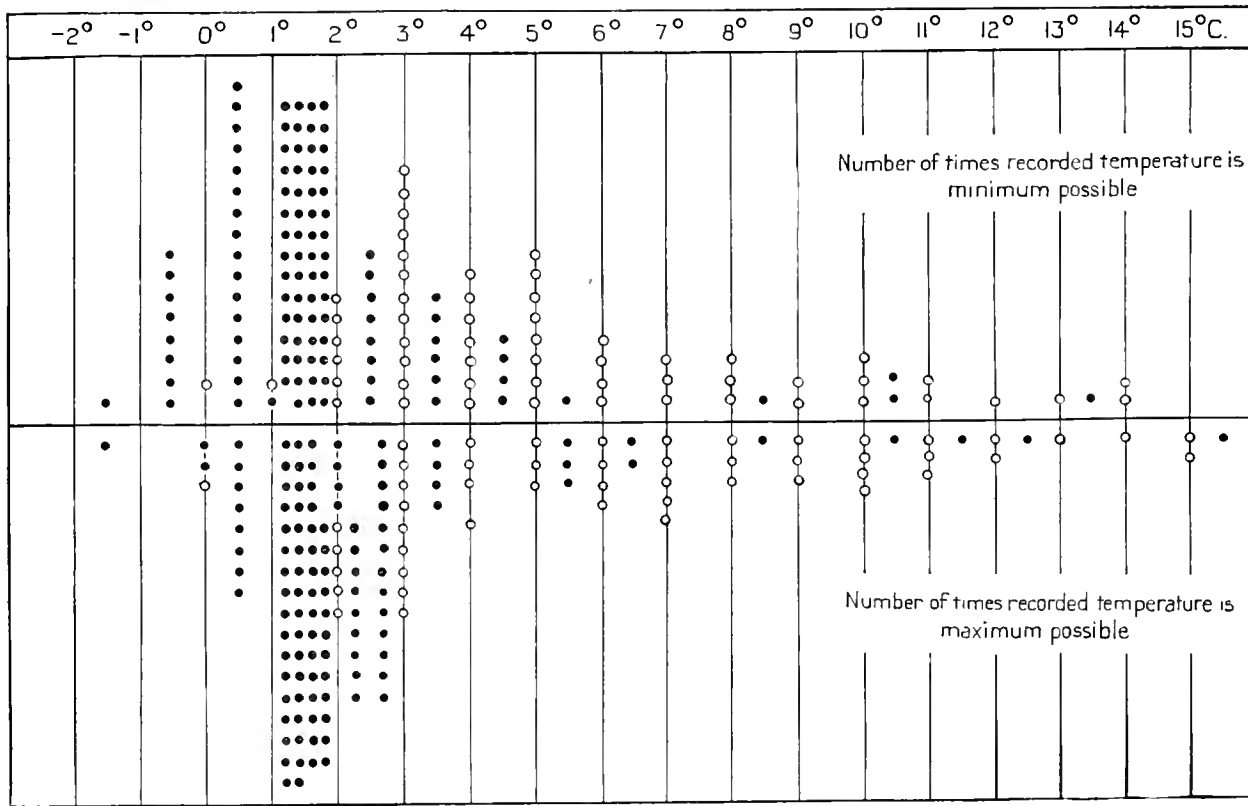 -2° -1° 0° 1° 2° 3° 4° 5° 6° 7° 8° 9° 10° 11° 12° 13° 14° 15°C.
Number of times recorded temperature is
minimum possible
Number of times recorded temperature is
maximum possible